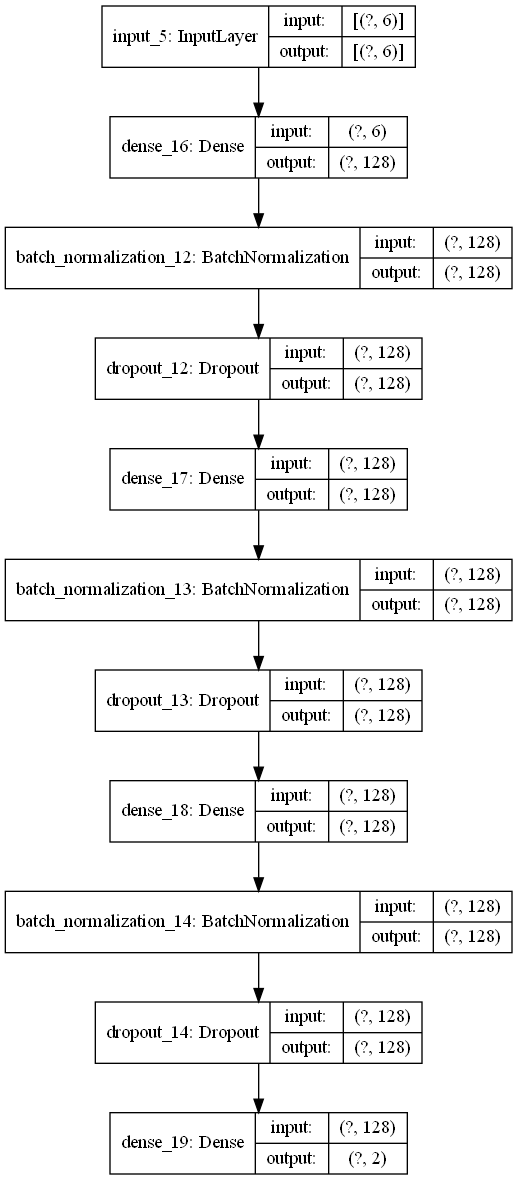 input_5: InputLayer
input: [(?, 6)]
output: [(?, 6)]
dense_16: Dense
input: (?, 6)
output: (?, 128)
batch_normalization_12: BatchNormalization
input: (?, 128)
output: (?, 128)
dropout_12: Dropout
input: (?, 128)
output: (?, 128)
dense_17: Dense
input: (?, 128)
output: (?, 128)
batch_normalization_13: BatchNormalization
input: (?, 128)
output: (?, 128)
dropout_13: Dropout
input: (?, 128)
output: (?, 128)
dense_18: Dense
input: (?, 128)
output: (?, 128)
batch_normalization_14: BatchNormalization
input: (?, 128)
output: (?, 128)
dropout_14: Dropout
input: (?, 128)
output: (?, 128)
dense_19: Dense
input: (?, 128)
output: (?, 2)